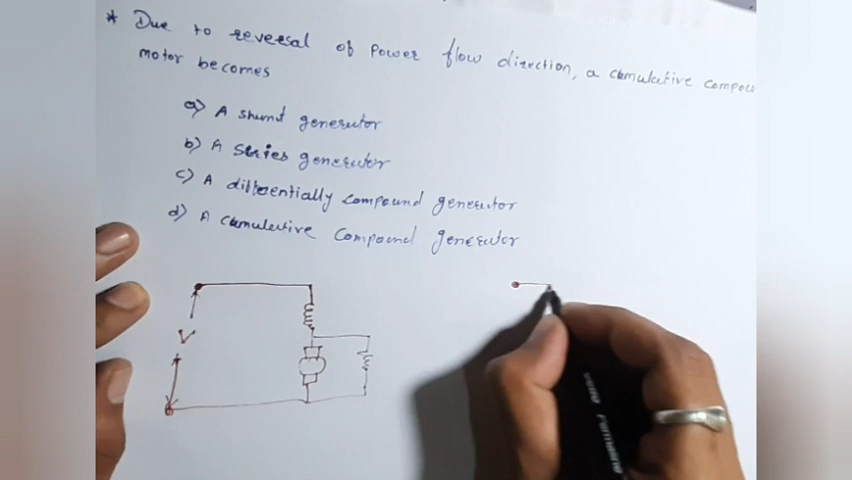 * Due to reversal of power flow direction, a cumulative compou
motor becomes
a) A shunt generator
b) A series generator
c) A differentially compound generator
d) A cumulative compound generator
V